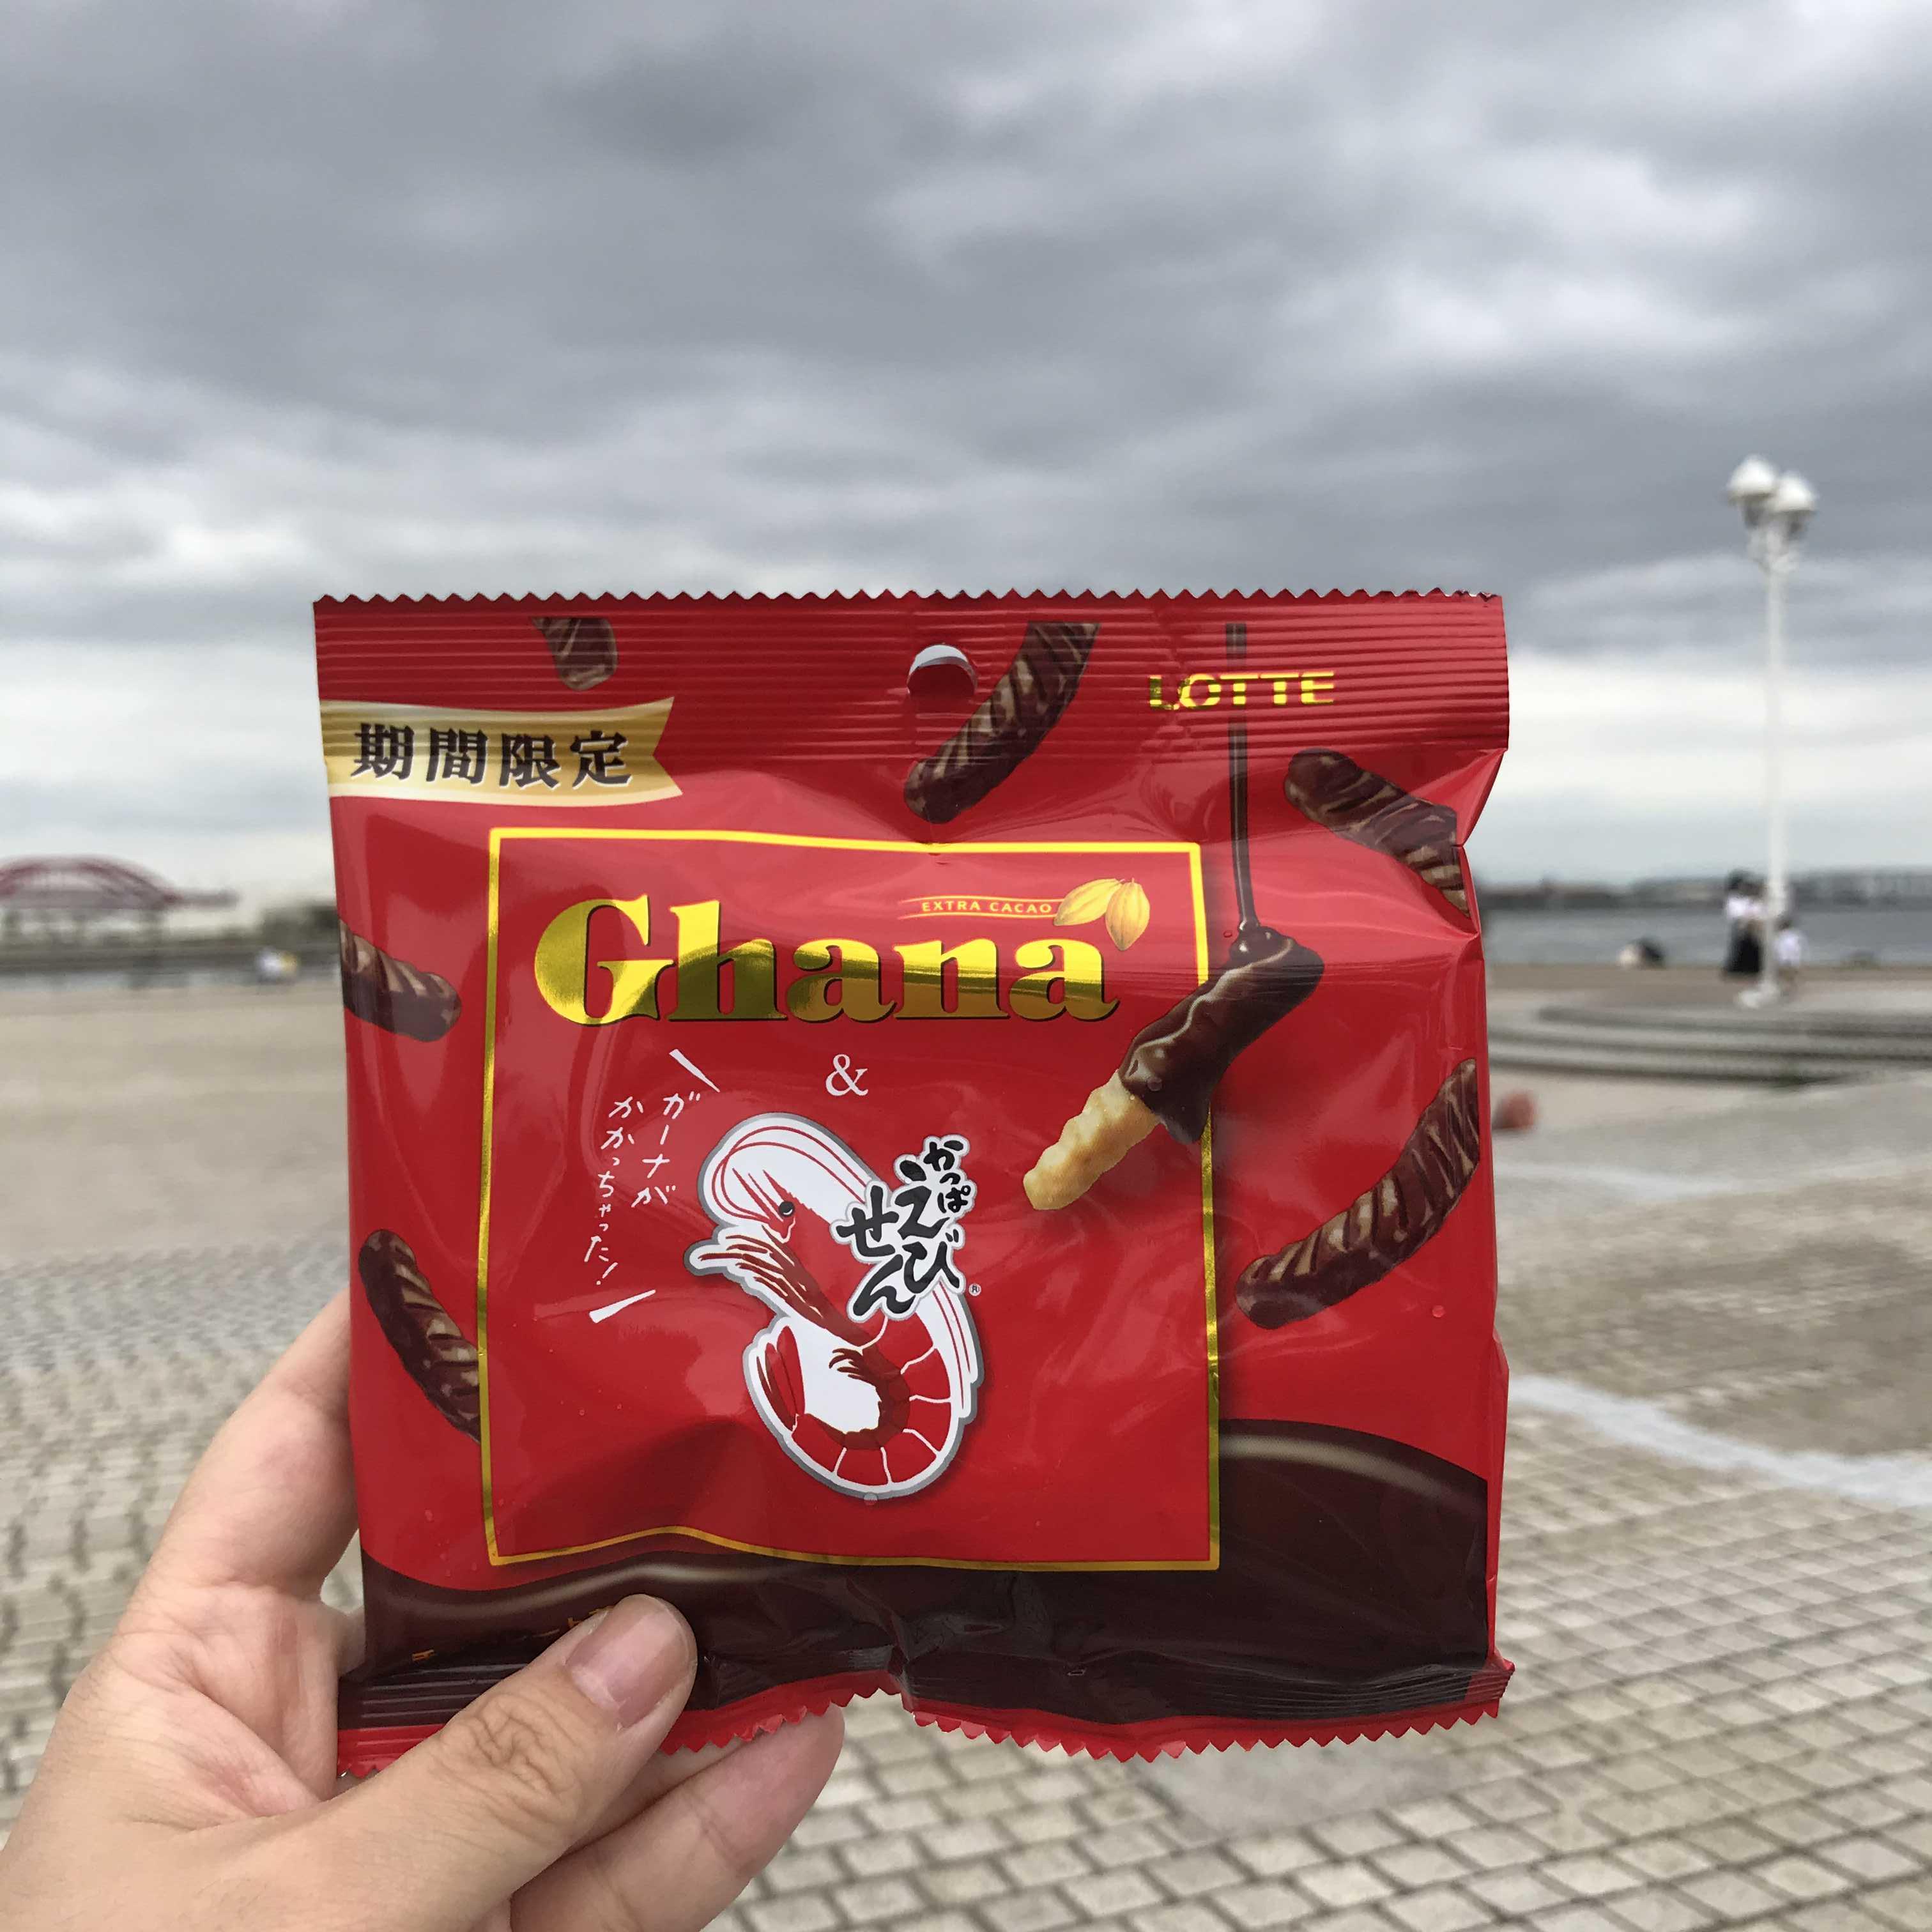 LOTTE
期間限定
EXTRA CACAO
Ghana
&
ガーナが
かかっちゃった!
かっぱ
えび
せん
®